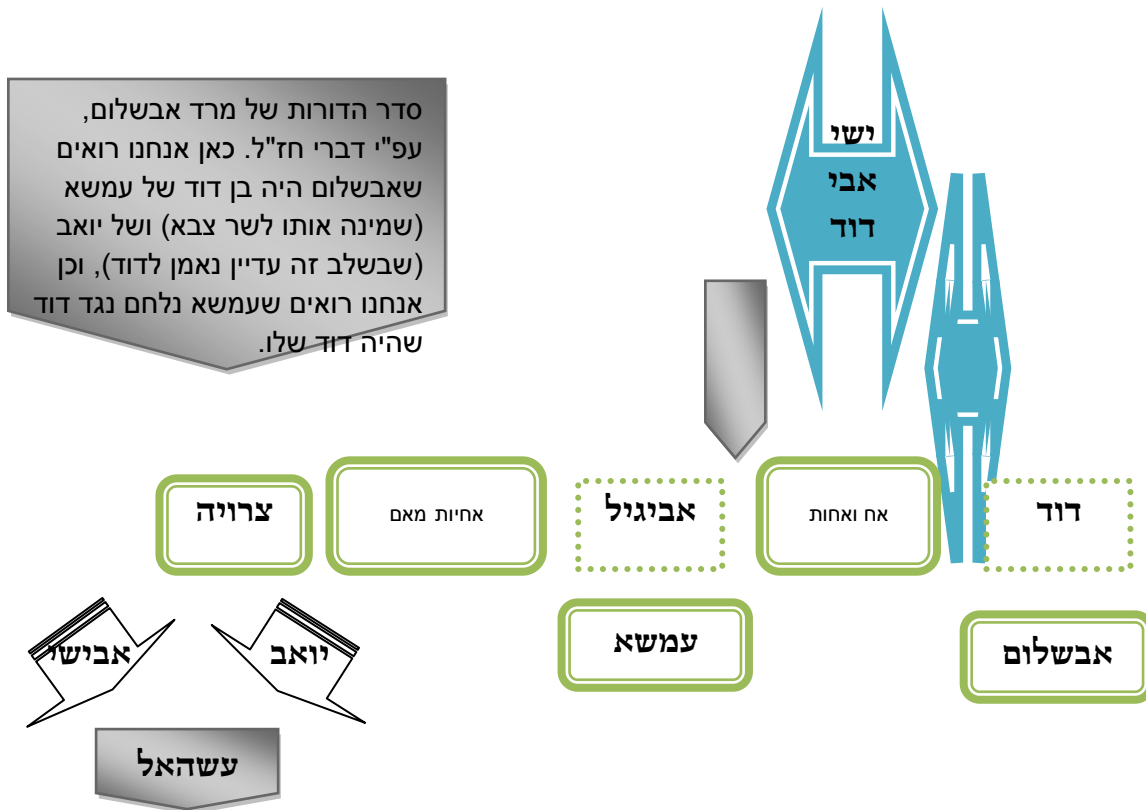 סדר הדורות של מרד אבשלום,
עפ"י דברי חז"ל. כאן אנחנו רואים
שאבשלום היה בן דוד של עמשא
(שמינה אותו לשר צבא) ושל יואב
(שבשלב זה עדיין נאמן לדוד), וכן
אנחנו רואים שעמשא נלחם נגד דוד
שהיה דוד שלו.
ישי
אבי
דוד
דוד
אח ואחות
אביגיל
אחיות מאם
צרויה
אבשלום
עמשא
יואב
אבישי
עשהאל